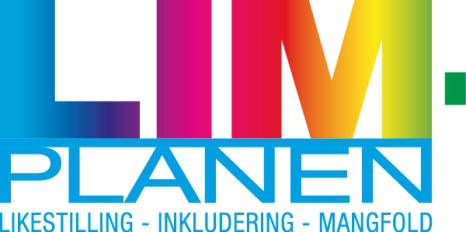 LIM-
PLANEN
LIKESTILLING - INKLUDERING - MANGFOLD